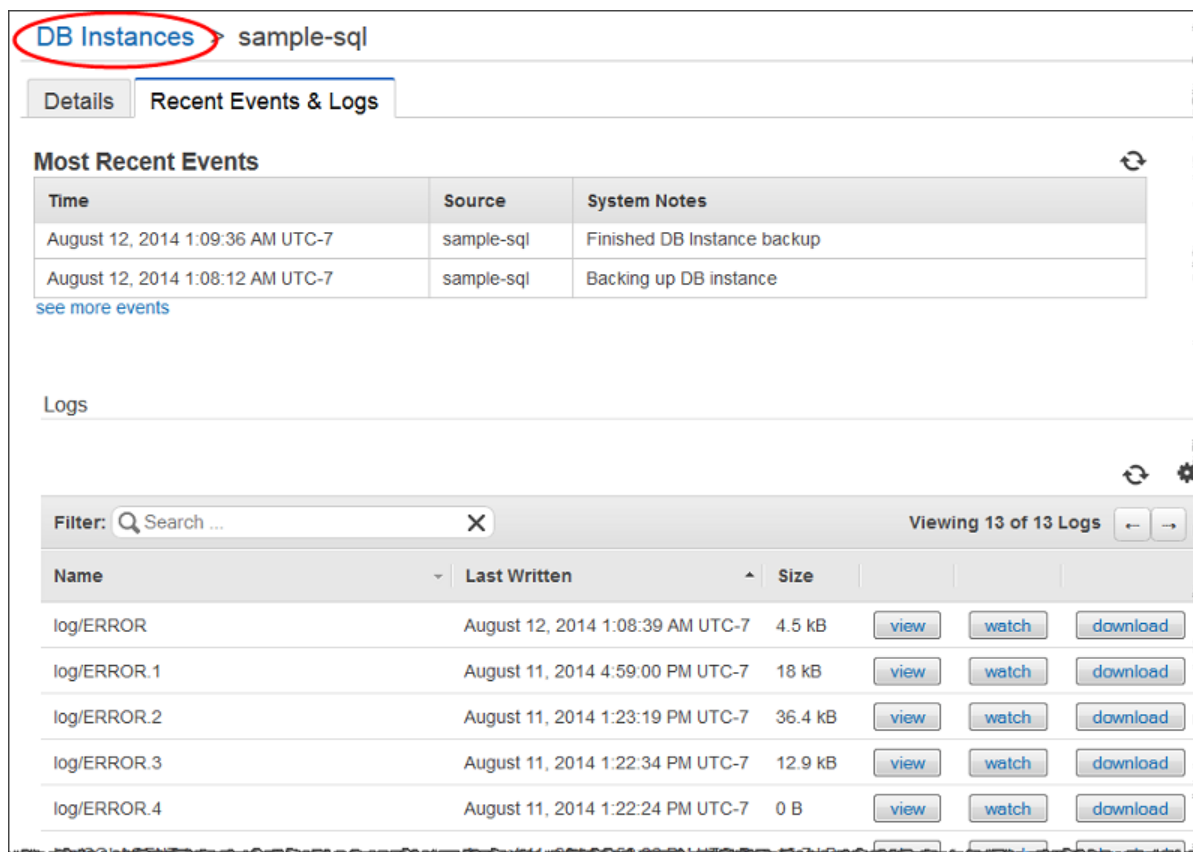 DB Instances > sample-sql
Details Recent Events & Logs
Most Recent Events
Time Source System Notes
August 12, 2014 1:09:36 AM UTC-7 sample-sql Finished DB Instance backup
August 12, 2014 1:08:12 AM UTC-7 sample-sql Backing up DB instance
see more events
Logs
Filter: Search ... Viewing 13 of 13 Logs
Name Last Written Size
log/ERROR August 12, 2014 1:08:39 AM UTC-7 4.5 kB view watch download
log/ERROR.1 August 11, 2014 4:59:00 PM UTC-7 18 kB view watch download
log/ERROR.2 August 11, 2014 1:23:19 PM UTC-7 36.4 kB view watch download
log/ERROR.3 August 11, 2014 1:22:34 PM UTC-7 12.9 kB view watch download
log/ERROR.4 August 11, 2014 1:22:24 PM UTC-7 0 B view watch download